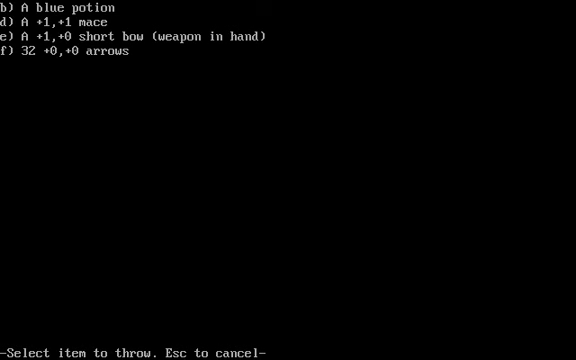 b) A blue potion
d) A +1,+1 mace
e) A +1,+0 short bow (weapon in hand)
f) 32 +0,+0 arrows
-Select item to throw. Esc to cancel-